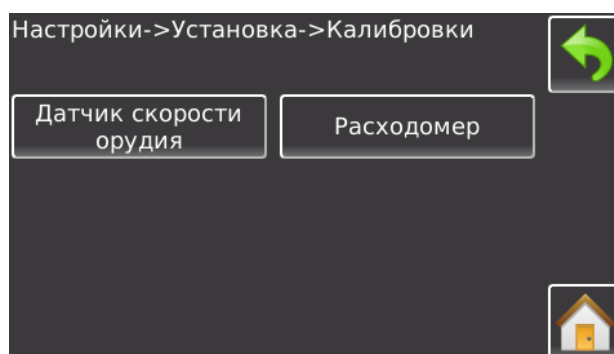 Настройки->Установка->Калибровки
Датчик скорости
орудия
Расходомер